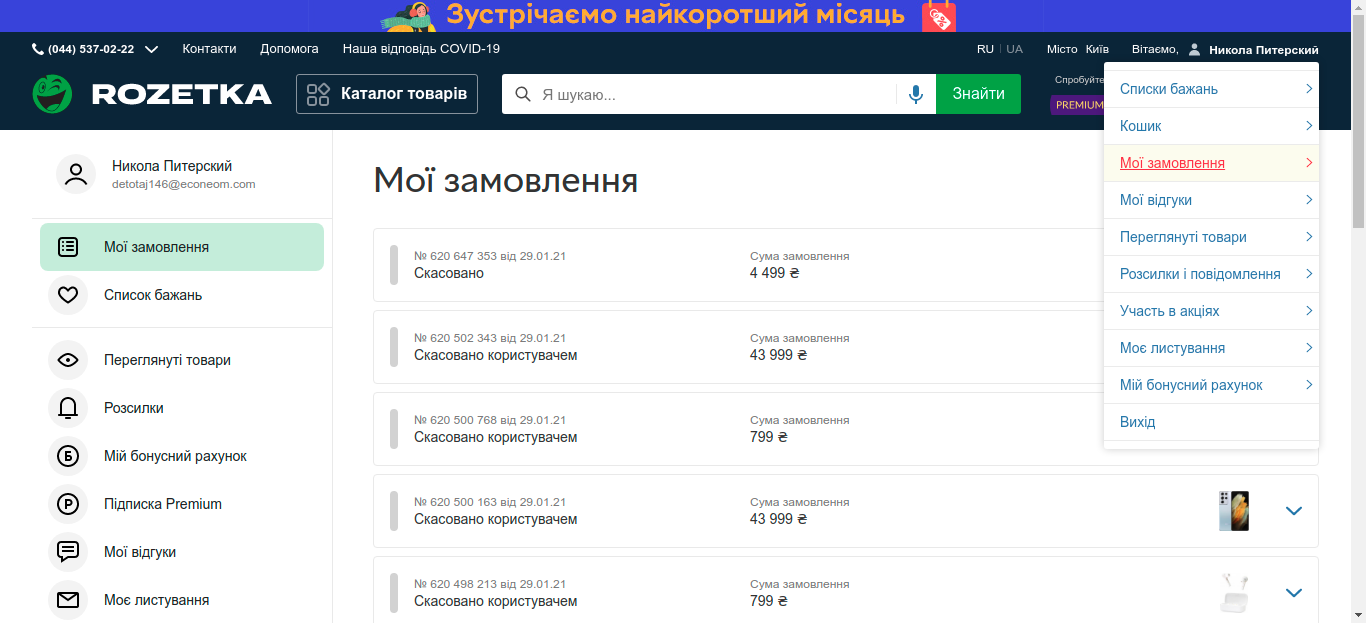 Зустрічаємо найкоротший місяць
(044) 537-02-22
Контакти
Допомога
Наша відповідь COVID-19
RU | UA
Місто Київ
Вітаємо, Никола Питерский
ROZETKA
Каталог товарів
Я шукаю...
Знайти
Спробуйте
PREMIUM
Списки бажань
Кошик
Мої замовлення
Мої відгуки
Переглянуті товари
Розсилки і повідомлення
Участь в акціях
Моє листування
Мій бонусний рахунок
Вихід
Никола Питерский
detotaj146@econeom.com
Мої замовлення
Список бажань
Переглянуті товари
Розсилки
Мій бонусний рахунок
Підписка Premium
Мої відгуки
Моє листування
Мої замовлення
№ 620 647 353 від 29.01.21
Скасовано
Сума замовлення
4 499 ₴
№ 620 502 343 від 29.01.21
Скасовано користувачем
Сума замовлення
43 999 ₴
№ 620 500 768 від 29.01.21
Скасовано користувачем
Сума замовлення
799 ₴
№ 620 500 163 від 29.01.21
Скасовано користувачем
Сума замовлення
43 999 ₴
№ 620 498 213 від 29.01.21
Скасовано користувачем
Сума замовлення
799 ₴